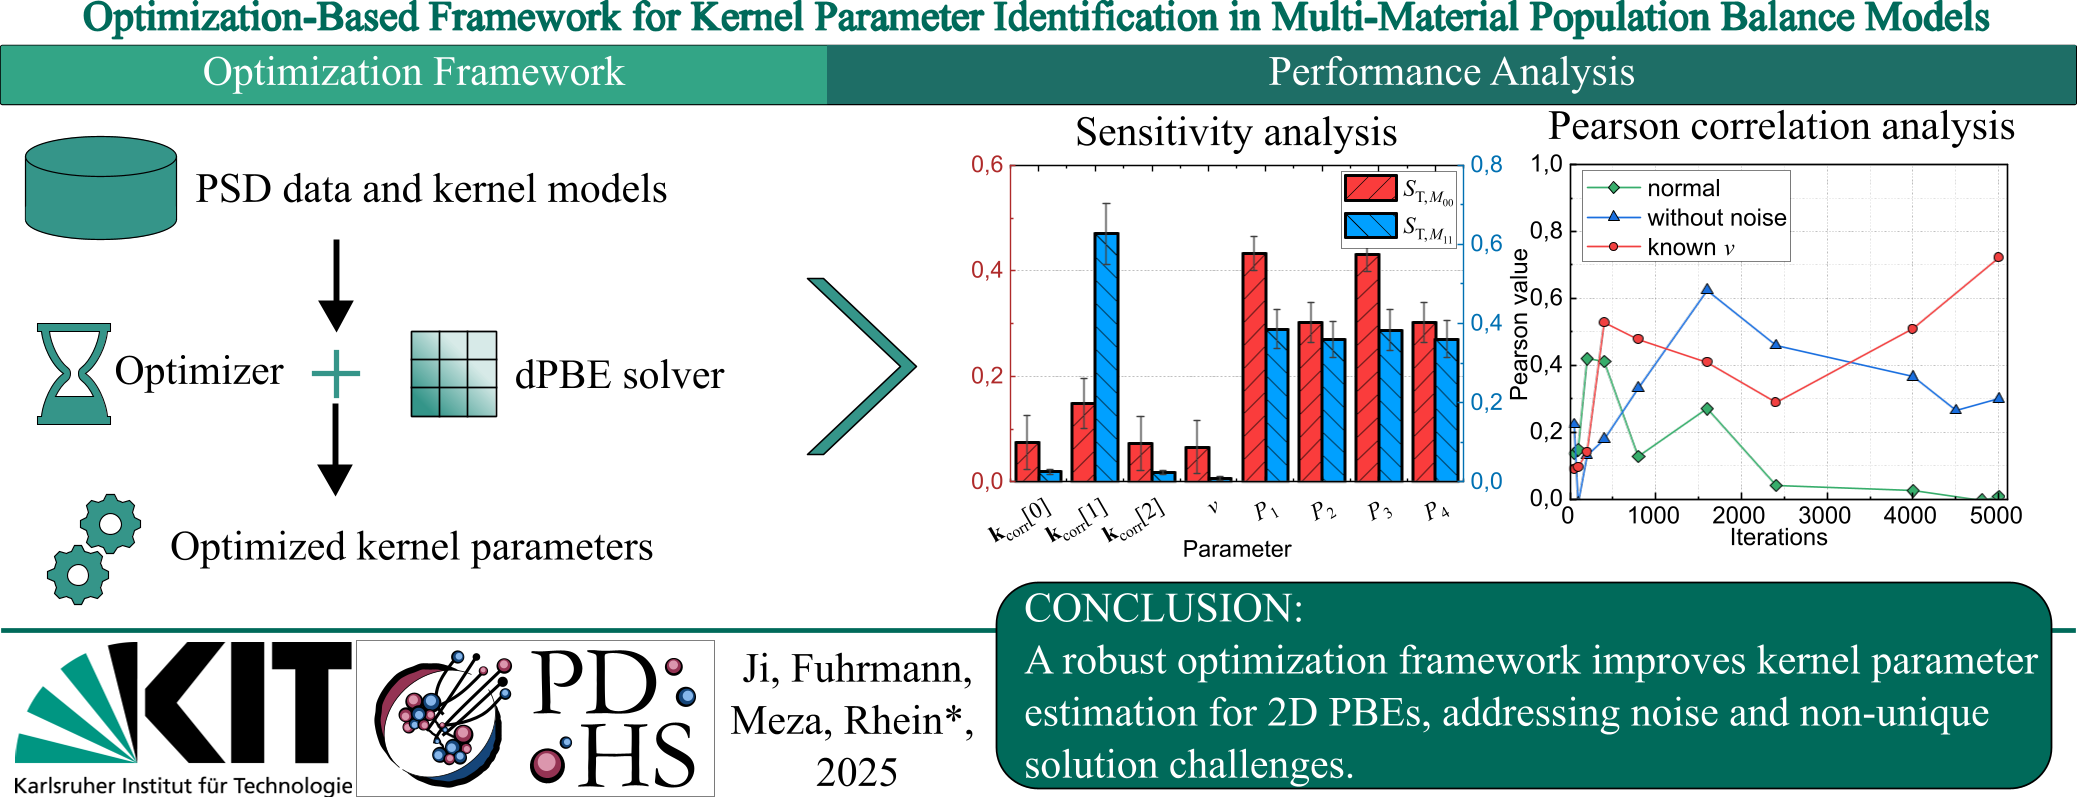 Optimization-Based Framework for Kernel Parameter Identification in Multi-Material Population Balance Models
Optimization Framework
Performance Analysis
PSD data and kernel models
Optimizer
dPBE solver
Optimized kernel parameters
Sensitivity analysis
0,6
0,4
0,2
0,0
0,8
0,6
0,4
0,2
0,0
S_T,M_00
S_T,M_11
k_corr[0]
k_corr[1]
k_corr[2]
v
P_1
P_2
P_3
P_4
Parameter
Pearson correlation analysis
Pearson value
1,0
0,8
0,6
0,4
0,2
0,0
normal
without noise
known v
0
1000
2000
3000
4000
5000
Iterations
KIT
Karlsruher Institut für Technologie
PD
HS
Ji, Fuhrmann,
Meza, Rhein*,
2025
CONCLUSION:
A robust optimization framework improves kernel parameter
estimation for 2D PBEs, addressing noise and non-unique
solution challenges.